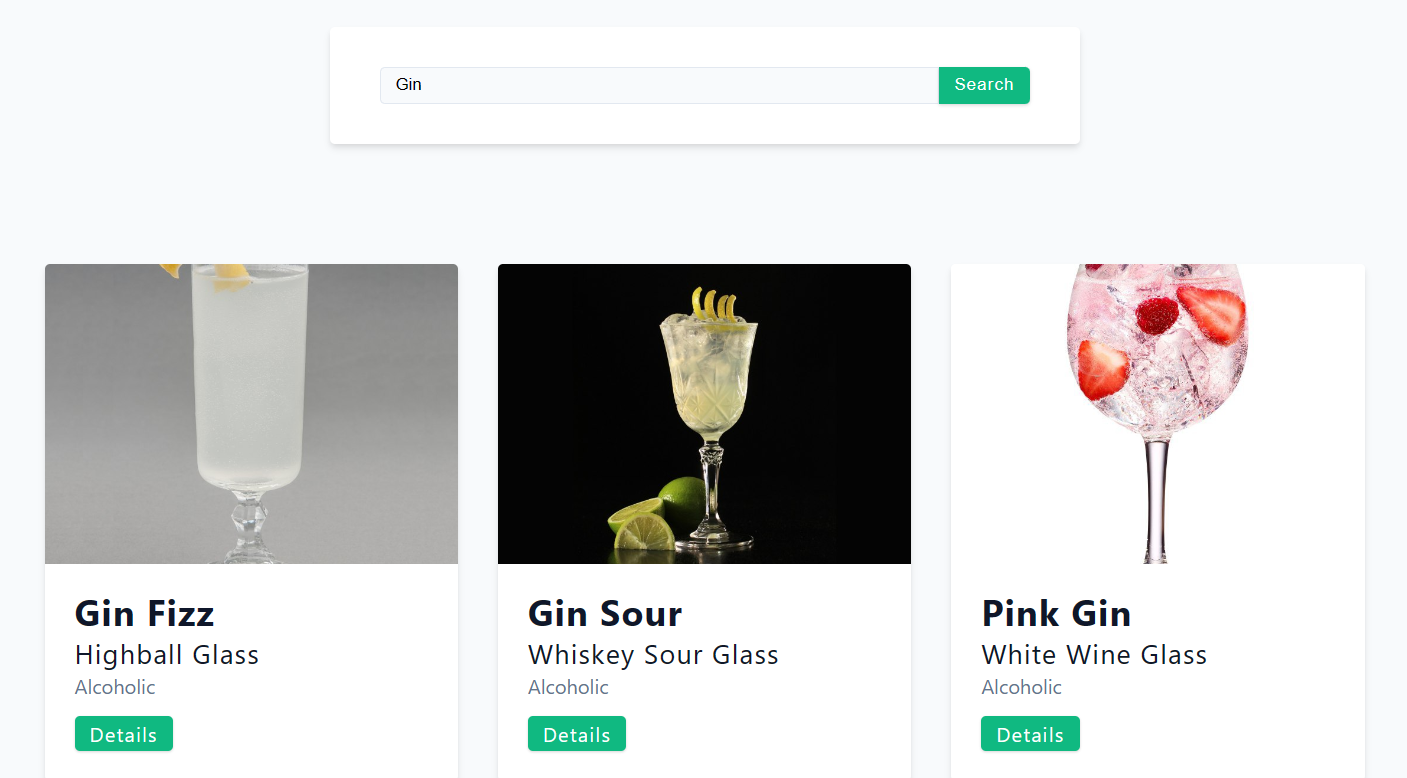 Gin Search
Gin Fizz
Highball Glass
Alcoholic
Details
Gin Sour
Whiskey Sour Glass
Alcoholic
Details
Pink Gin
White Wine Glass
Alcoholic
Details